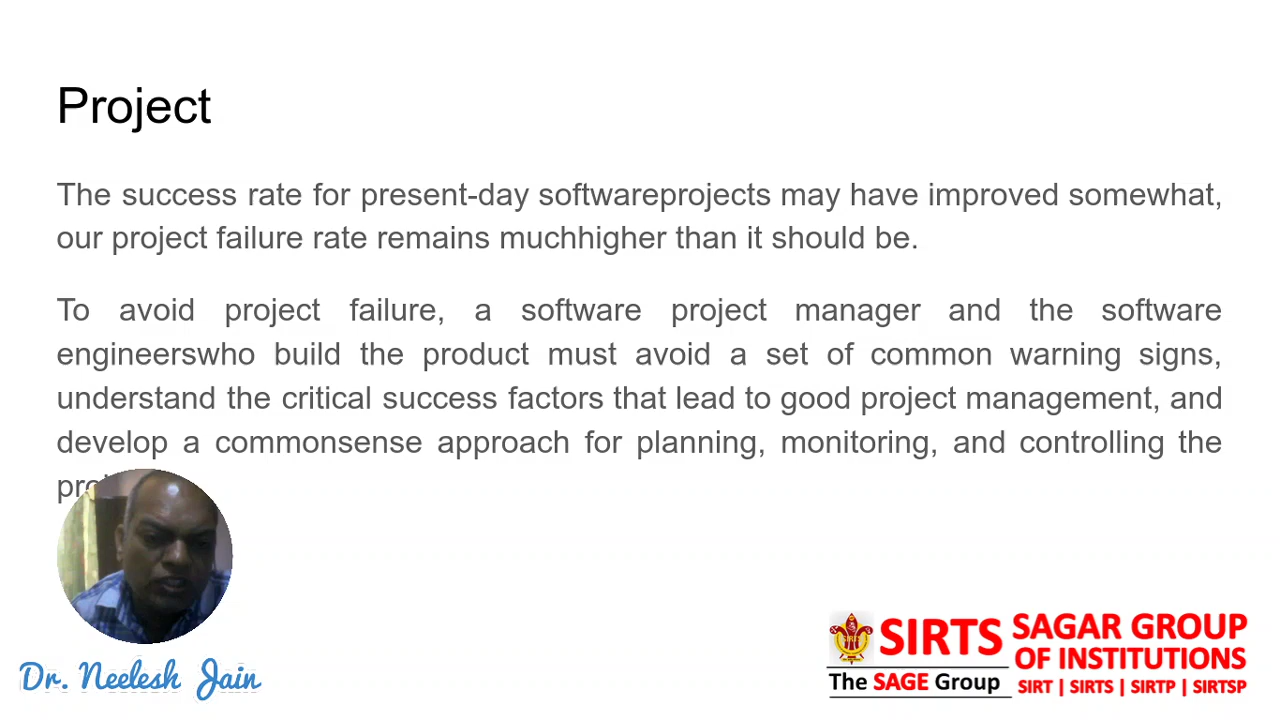 Project
The success rate for present-day softwareprojects may have improved somewhat,
our project failure rate remains muchhigher than it should be.
To avoid project failure, a software project manager and the software
engineerswho build the product must avoid a set of common warning signs,
understand the critical success factors that lead to good project management, and
develop a commonsense approach for planning, monitoring, and controlling the
Dr. Neelesh Jain
SIRTS
The SAGE Group
SAGAR GROUP
OF INSTITUTIONS
SIRT | SIRTS | SIRTP | SIRTSP